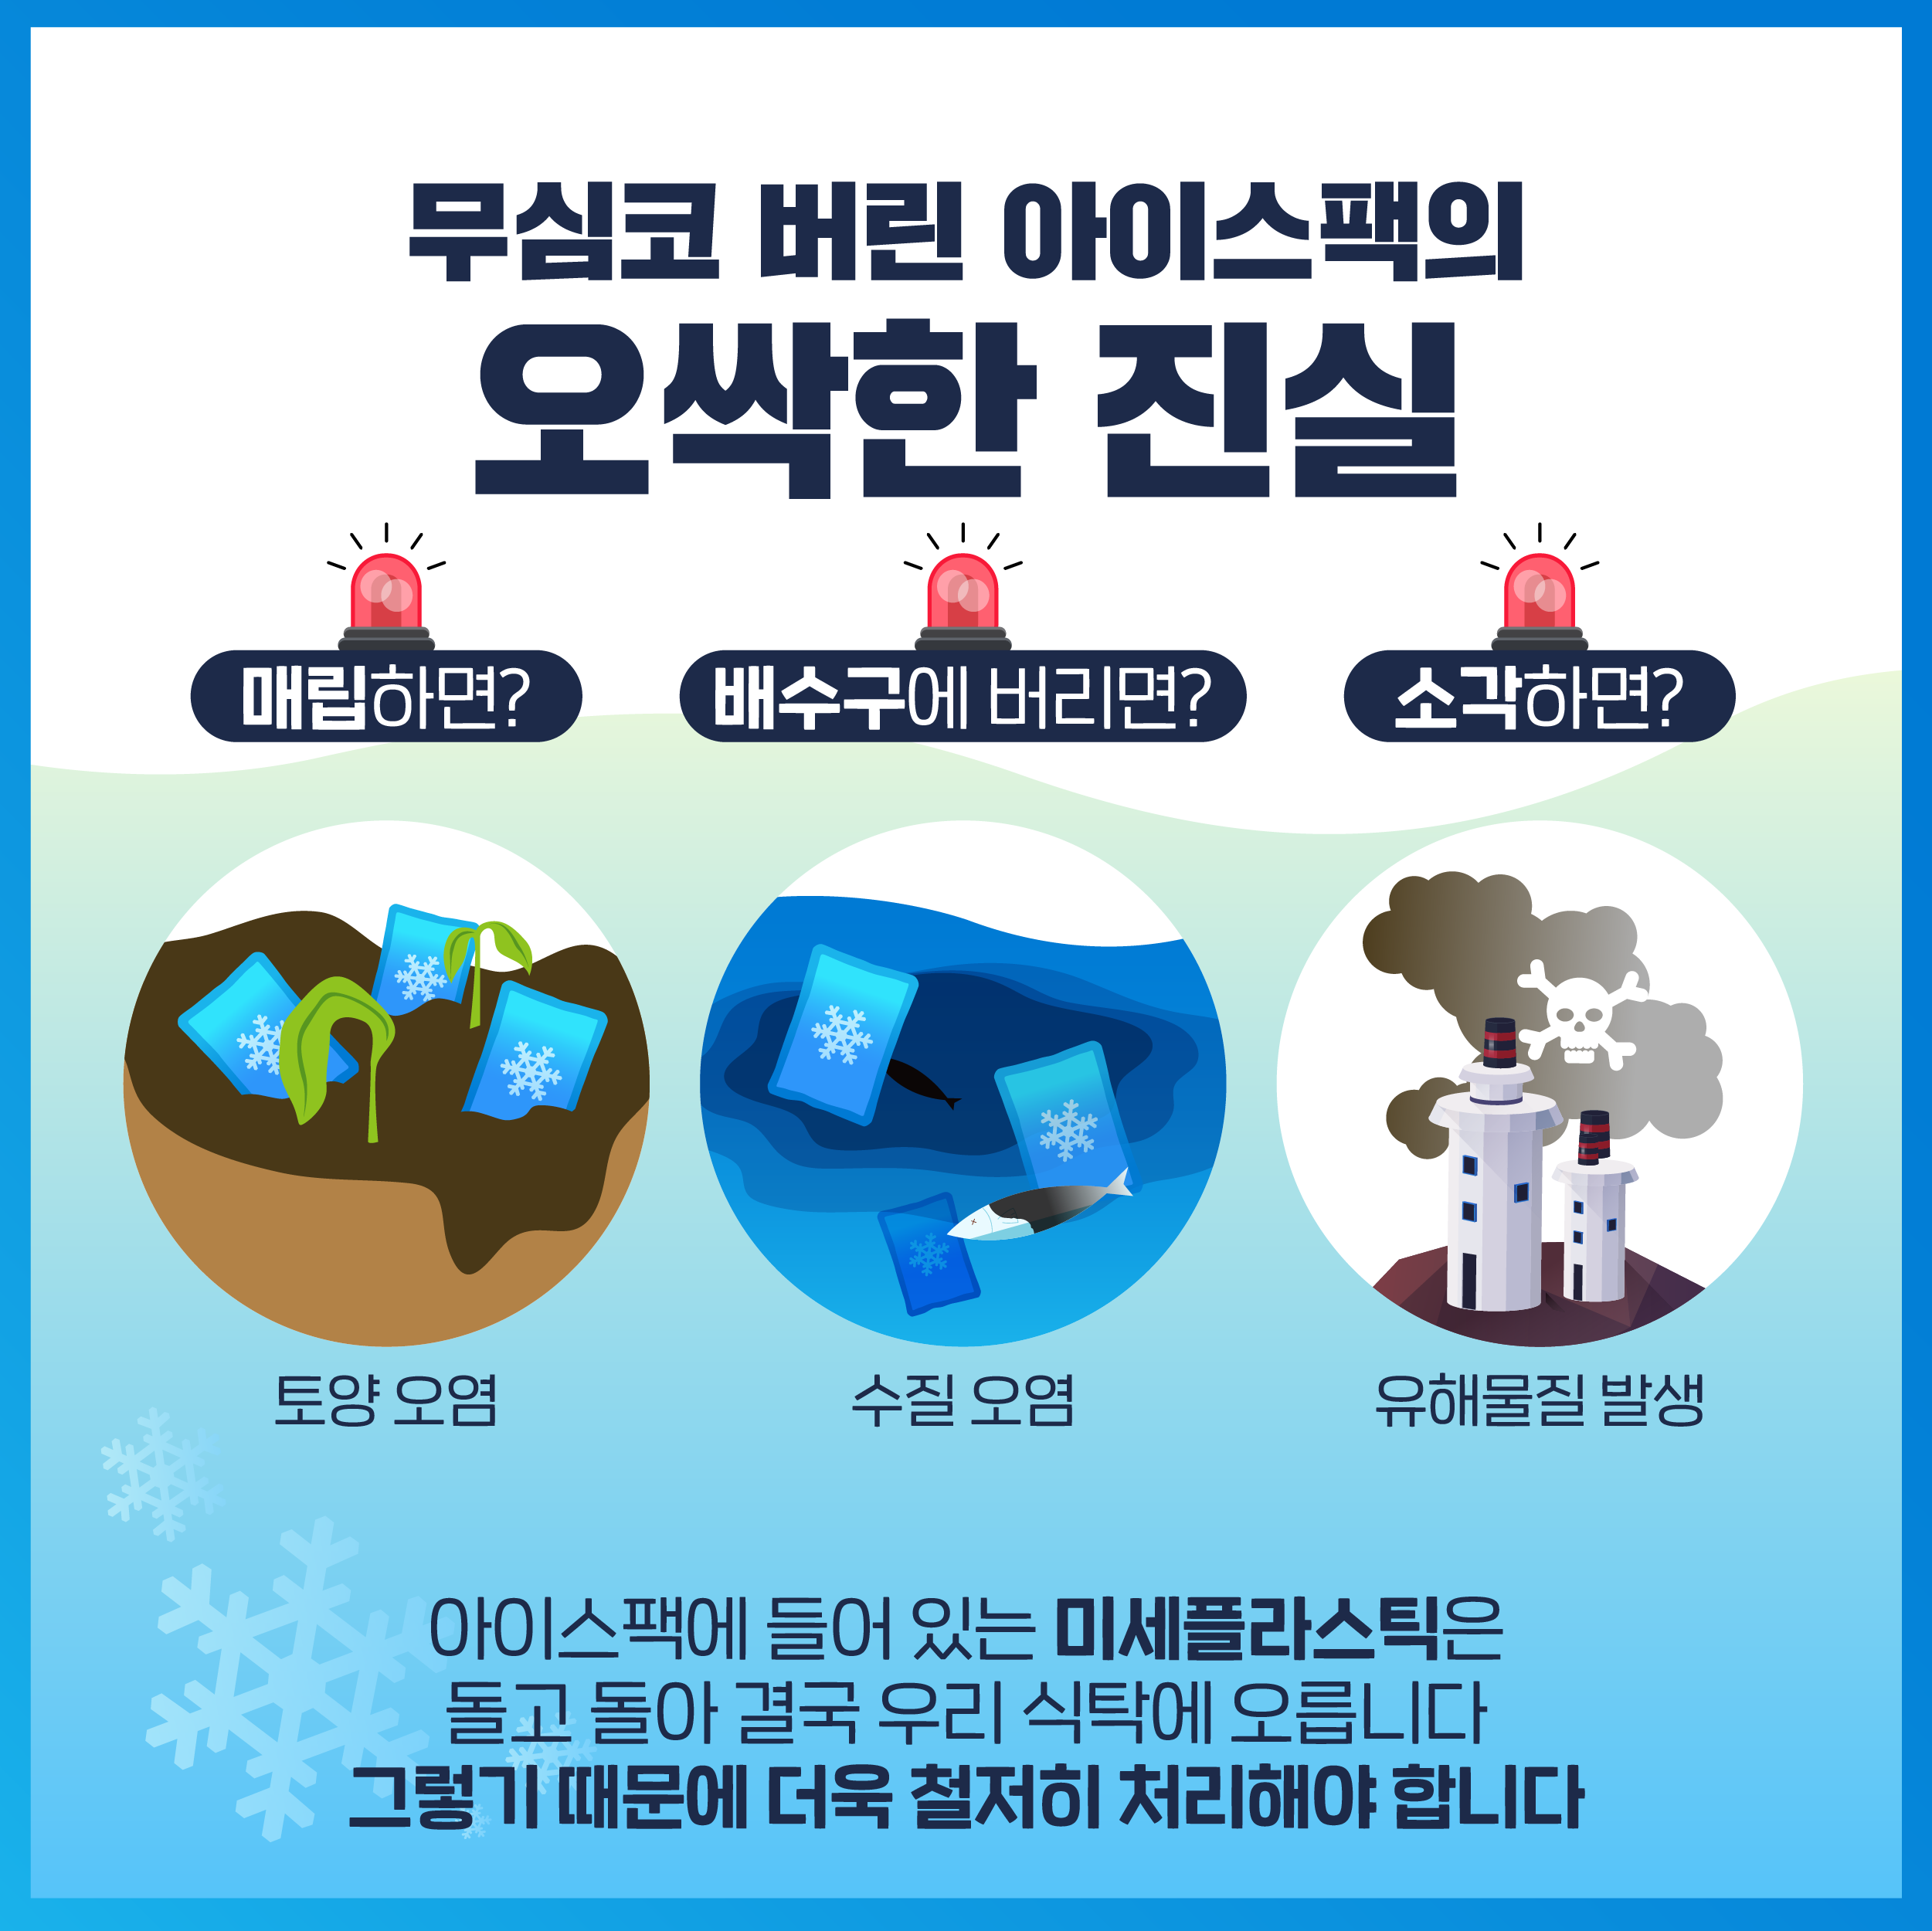 무심코 버린 아이스팩의
오싹한 진실
매립하면?
배수구에 버리면?
소각하면?
토양 오염
수질 오염
유해물질 발생
아이스팩에 들어 있는 미세플라스틱은
돌고 돌아 결국 우리 식탁에 오릅니다
그렇기 때문에 더욱 철저히 처리해야 합니다